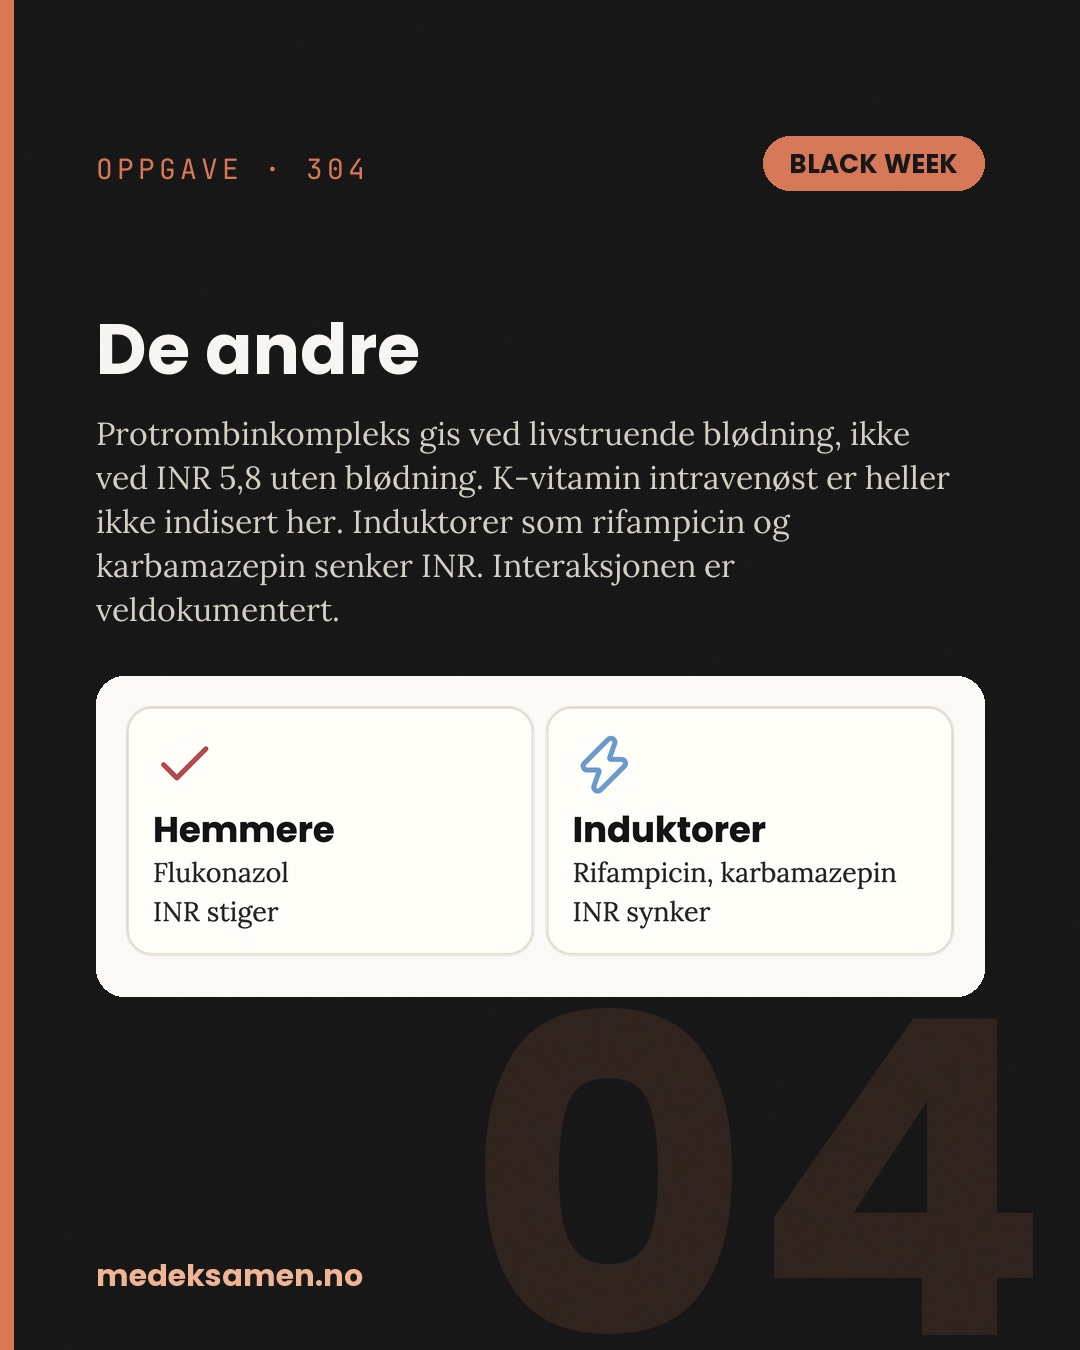 OPPGAVE · 304
BLACK WEEK
De andre
Protrombinkompleks gis ved livstruende blødning, ikke
ved INR 5,8 uten blødning. K-vitamin intravenøst er heller
ikke indisert her. Induktorer som rifampicin og
karbamazepin senker INR. Interaksjonen er
veldokumentert.
Hemmere
Flukonazol
INR stiger
Induktorer
Rifampicin, karbamazepin
INR synker
04
medeksamen.no